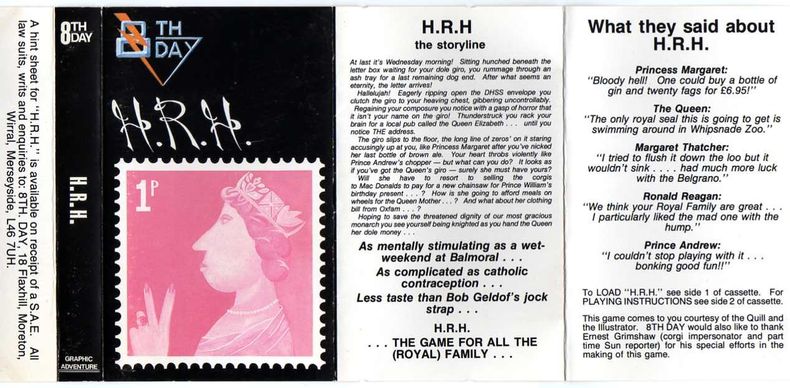 A hint sheet for "H.R.H." is available on receipt of a S.A.E. All
law suits, writs and enquiries to: 8TH. DAY, 18 Flaxhill, Moreton,
Wirral, Merseyside, L46 7UH.
8TH
DAY
H.R.H.
GRAPHIC
ADVENTURE
8 TH
DAY
H.R.H.
1P
H.R.H
the storyline
At last it's Wednesday morning! Sitting hunched beneath the
letter box waiting for your dole giro, you rummage through an
ash tray for a last remaining dog end. After what seems an
eternity, the letter arrives!
Hallelujah! Eagerly ripping open the DHSS envelope you
clutch the giro to your heaving chest, gibbering uncontrollably.
Regaining your composure you notice with a gasp of horror that
it isn't your name on the giro! Thunderstruck you rack your
brain for a local pub called the Queen Elizabeth . . . until you
notice THE address.
The giro slips to the floor, the long line of zeros' on it staring
accusingly up at you, like Princess Margaret after you've nicked
her last bottle of brown ale. Your heart throbs violently like
Prince Andrew's chopper — but what can you do? It looks as
if you've got the Queen's giro — surely she must have yours?
Will she have to resort to selling the corgis
to Mac Donalds to pay for a new chainsaw for Prince William's
birthday present . . . ? How is she going to afford meals on
wheels for the Queen Mother . . . ? And what about her clothing
bill from Oxfam . . . ?
Hoping to save the threatened dignity of our most gracious
monarch you see yourself being knighted as you hand the Queen
her dole money . . .
As mentally stimulating as a wet-
weekend at Balmoral . . .
As complicated as catholic
contraception . . .
Less taste than Bob Geldof's jock
strap . . .
H.R.H.
. . . THE GAME FOR ALL THE
(ROYAL) FAMILY . . .
What they said about
H.R.H.
Princess Margaret:
"Bloody hell! One could buy a bottle of
gin and twenty fags for £6.95!"
The Queen:
"The only royal seal this is going to get is
swimming around in Whipsnade Zoo."
Margaret Thatcher:
"I tried to flush it down the loo but it
wouldn't sink . . . . had much more luck
with the Belgrano."
Ronald Reagan:
"We think your Royal Family are great . . .
I particularly liked the mad one with the
hump."
Prince Andrew:
"I couldn't stop playing with it . . .
bonking good fun!!"
To LOAD "H.R.H." see side 1 of cassette. For
PLAYING INSTRUCTIONS see side 2 of cassette.
This game comes to you courtesy of the Quill and
the Illustrator. 8TH DAY would also like to thank
Ernest Grimshaw (corgi impersonator and part
time Sun reporter) for his special efforts in the
making of this game.